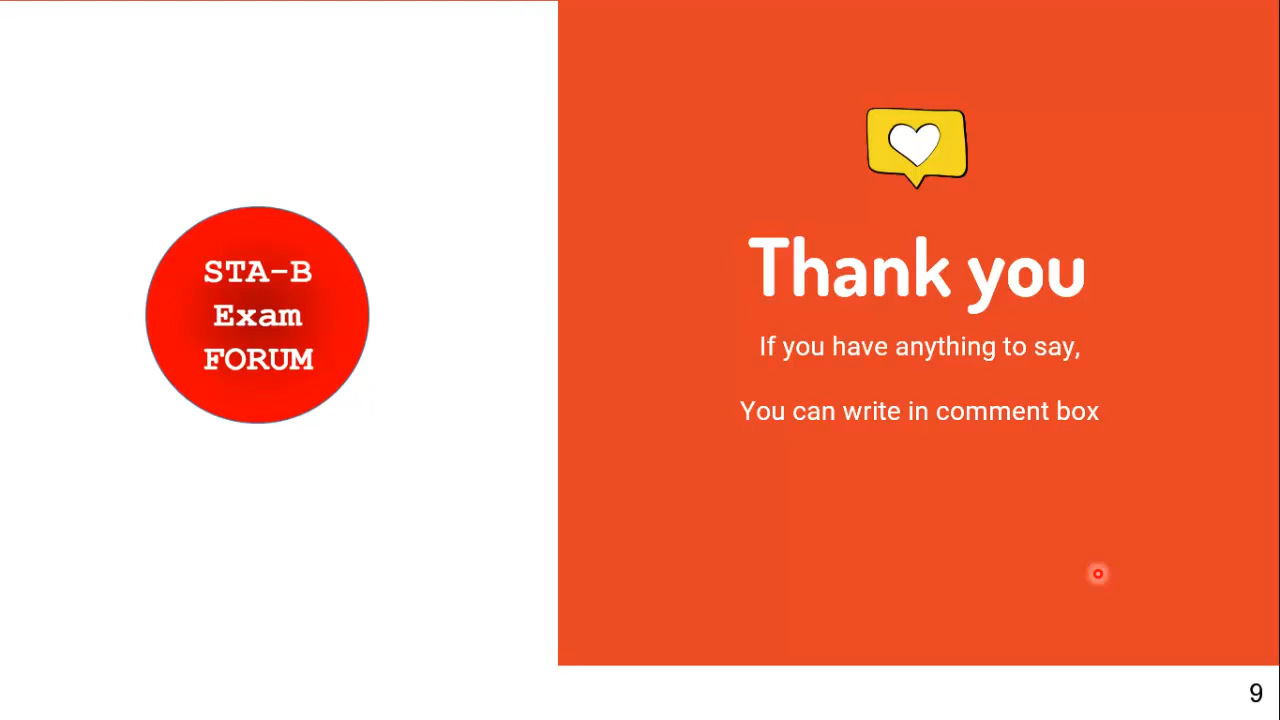 STA-B
Exam
FORUM
Thank you
If you have anything to say,
You can write in comment box
9